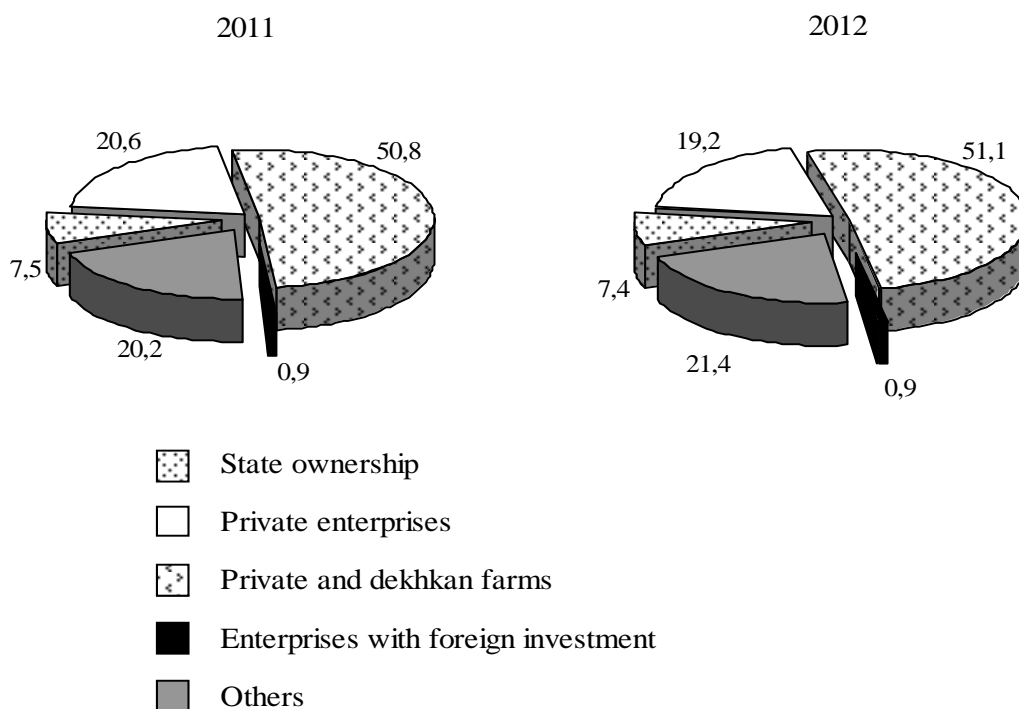 2011
2012
20,6
50,8
7,5
20,2
0,9
19,2
51,1
7,4
21,4
0,9
State ownership
Private enterprises
Private and dekhkan farms
Enterprises with foreign investment
Others